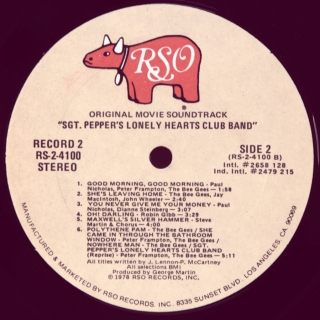 RSO
ORIGINAL MOVIE SOUNDTRACK
"SGT. PEPPER'S LONELY HEARTS CLUB BAND"
RECORD 2
RS-2-4100
STEREO
SIDE 2
(RS-2-4100 B)
Intl. #2658 128
Ind. Intl. #2479 215
1. GOOD MORNING, GOOD MORNING - Paul
Nicholas, Peter Frampton, The Bee Gees — 1:58
2. SHE'S LEAVING HOME - The Bee Gees, Jay
MacIntosh, John Wheeler — 2:40
3. YOU NEVER GIVE ME YOUR MONEY - Paul
Nicholas, Dianne Steinberg — 3:07
4. OH! DARLING - Robin Gibb — 3:29
5. MAXWELL'S SILVER HAMMER - Steve
Martin & Chorus — 4:00
6. POLYTHENE PAM - The Bee Gees / SHE
CAME IN THROUGH THE BATHROOM
WINDOW - Peter Frampton, The Bee Gees /
NOWHERE MAN - The Bee Gees / SGT.
PEPPER'S LONELY HEARTS CLUB BAND
(Reprise) - Peter Frampton, The Bee Gees — 5:11
All titles written by J. Lennon-P. McCartney
All selections BMI
Produced by George Martin
℗ 1978 RSO RECORDS, INC.
MANUFACTURED & MARKETED BY RSO RECORDS INC. 8335 SUNSET BLVD. LOS ANGELES, CA. 90069